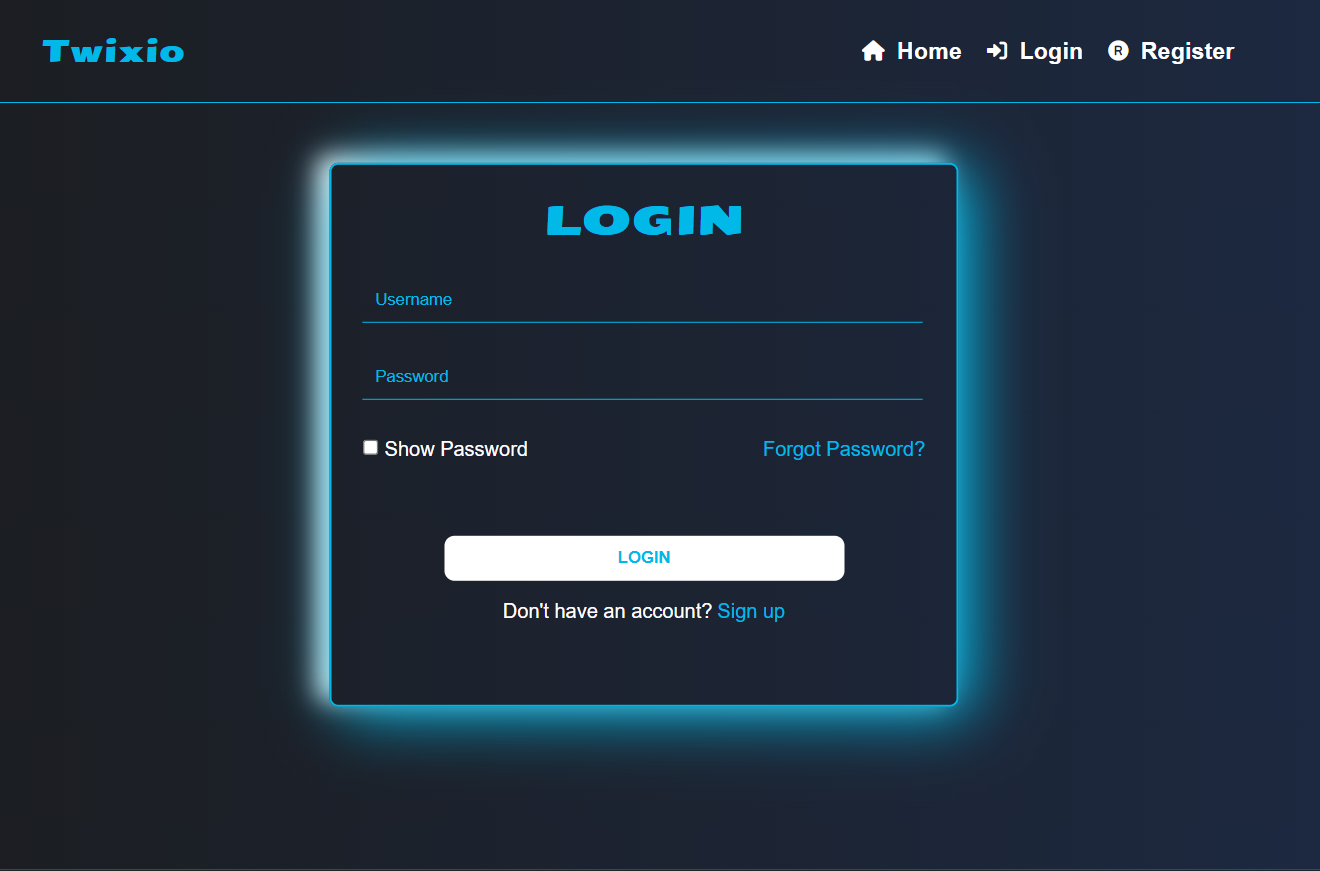 Twixio
Home Login R Register
LOGIN
Username
Password
Show Password Forgot Password?
LOGIN
Don't have an account? Sign up